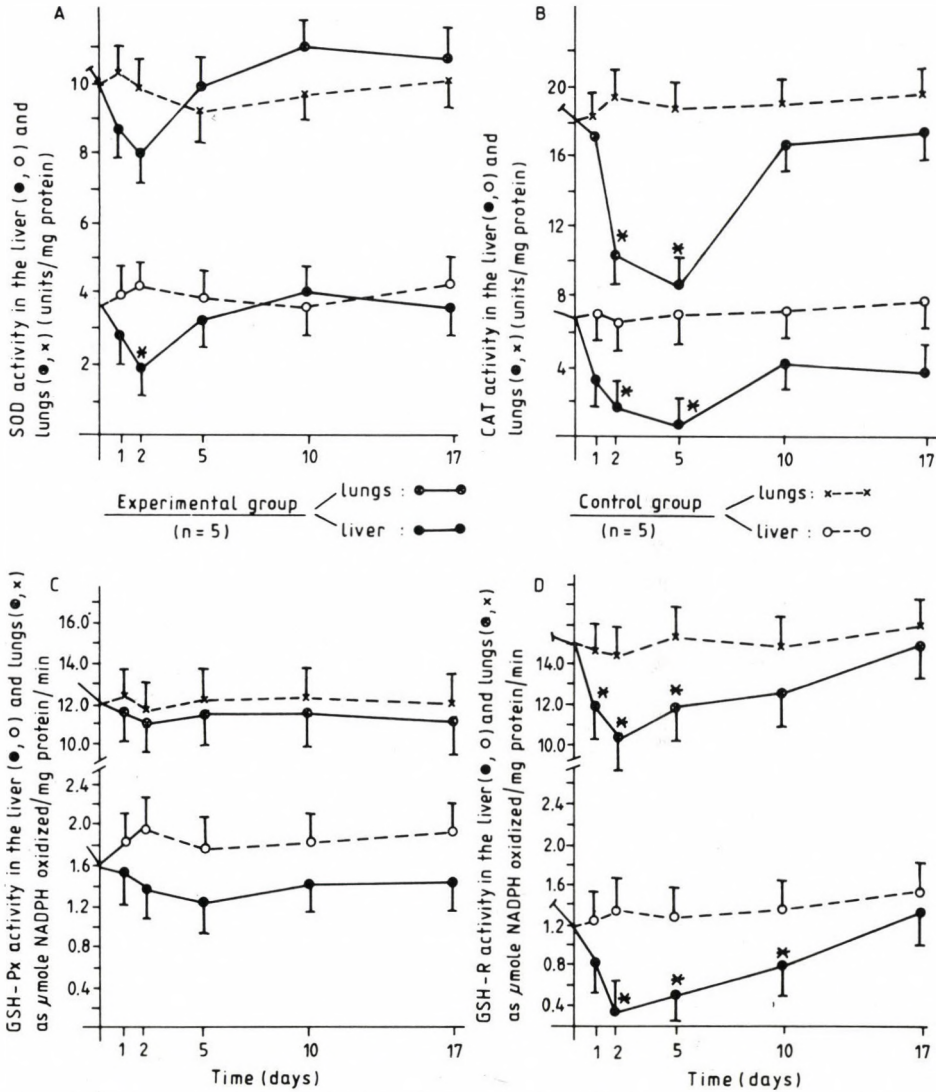 A
SOD activity in the liver (●, ○) and
lungs (●, ×) (units/mg protein)
10
8
6
4
2
1 2 5 10 17
B
CAT activity in the liver (●, ○) and
lungs (●, ×) (units/mg protein)
20
16
12
10
8
4
1 2 5 10 17
Experimental group
(n = 5)
lungs : ●—●
liver : ●—●
Control group
(n = 5)
lungs: ×---×
liver : ○---○
C
GSH-Px activity in the liver (●, ○) and lungs (●, ×)
as µmole NADPH oxidized/mg protein/min
16.0
14.0
12.0
10.0
2.4
2.0
1.6
1.2
0.8
0.4
1 2 5 10 17
Time (days)
D
GSH-R activity in the liver (●, ○) and lungs (⊗, ×)
as µmole NADPH oxidized/mg protein/min
14.0
12.0
10.0
2.4
2.0
1.6
1.2
0.8
0.4
1 2 5 10 17
Time (days)